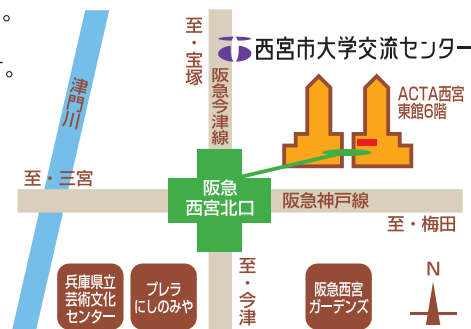 。
。
至・宝塚
阪急今津線
西宮市大学交流センター
津門川
ACTA西宮
東館6階
至・三宮
阪急
西宮北口
阪急神戸線
至・梅田
兵庫県立
芸術文化
センター
プレラ
にしのみや
至・今津
阪急西宮
ガーデンズ
N